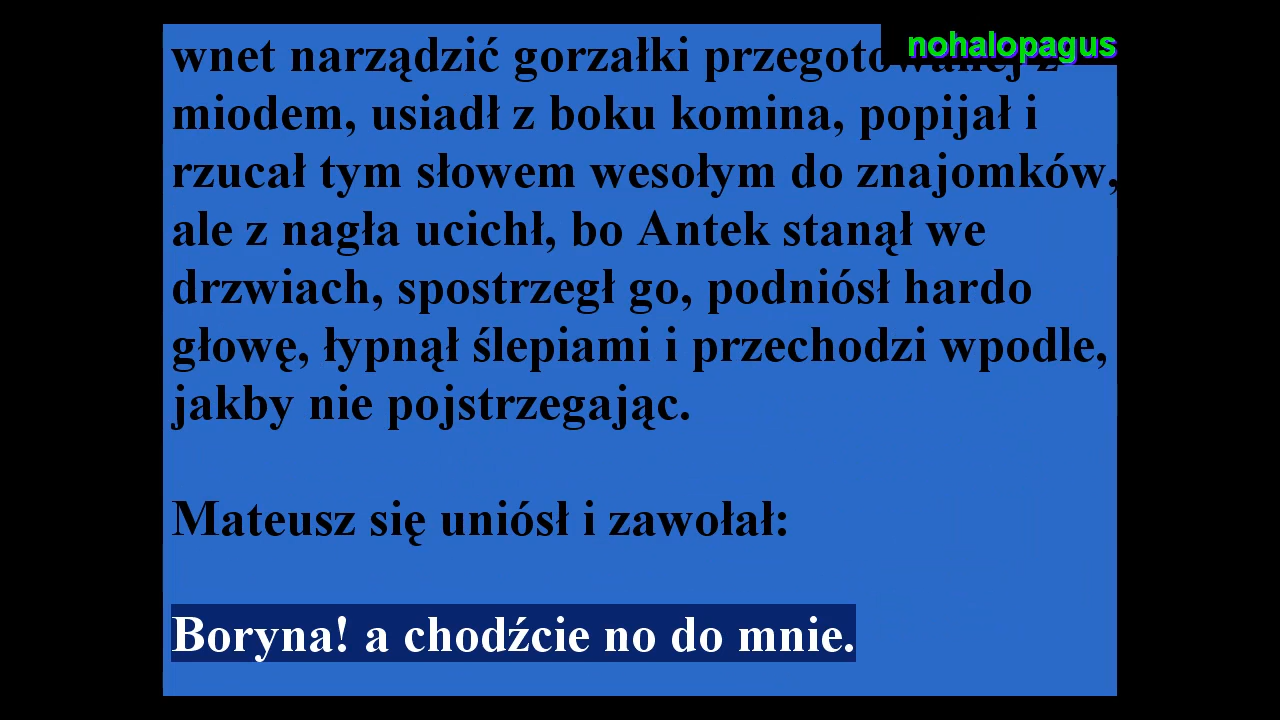 nohalopagus
wnet narządzić gorzałki przegotowanej z
miodem, usiadł z boku komina, popijał i
rzucał tym słowem wesołym do znajomków,
ale z nagła ucichł, bo Antek stanął we
drzwiach, spostrzegł go, podniósł hardo
głowę, łypnął ślepiami i przechodzi wpodle,
jakby nie pojstrzegając.
Mateusz się uniósł i zawołał:
Boryna! a chodźcie no do mnie.